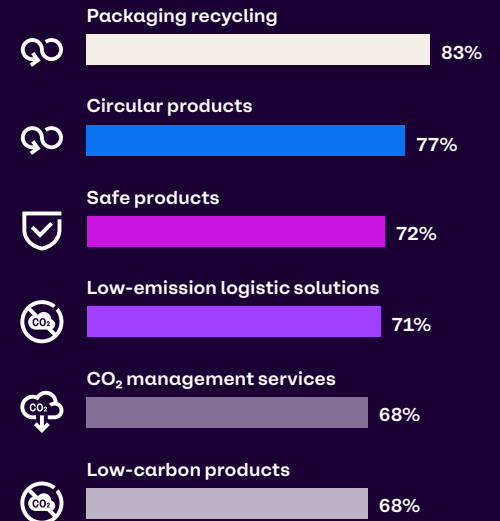 Packaging recycling
83%
Circular products
77%
Safe products
72%
Low-emission logistic solutions
CO₂
71%
CO₂ management services
CO₂
68%
Low-carbon products
CO₂
68%